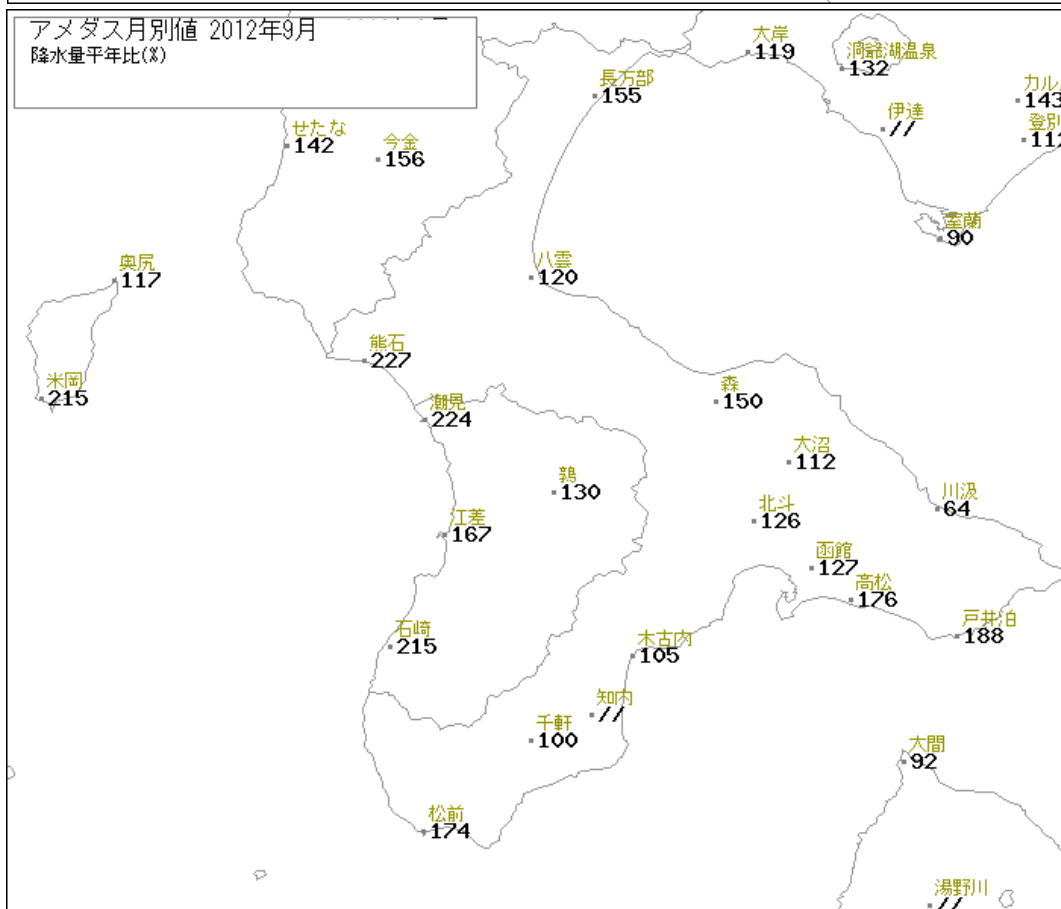 アメダス月別値 2012年9月
降水量平年比(%)
大岸
119
洞爺湖温泉
132
長万部
155
カル
143
伊達
//
登別
112
せたな
142
今金
156
室蘭
90
奥尻
117
八雲
120
熊石
227
米岡
215
潮見
224
森
150
大沼
112
鶉
130
川汲
64
北斗
126
江差
167
函館
127
高松
176
戸井泊
188
石崎
215
木古内
105
知内
//
千軒
100
大間
92
松前
174
湯野川
//